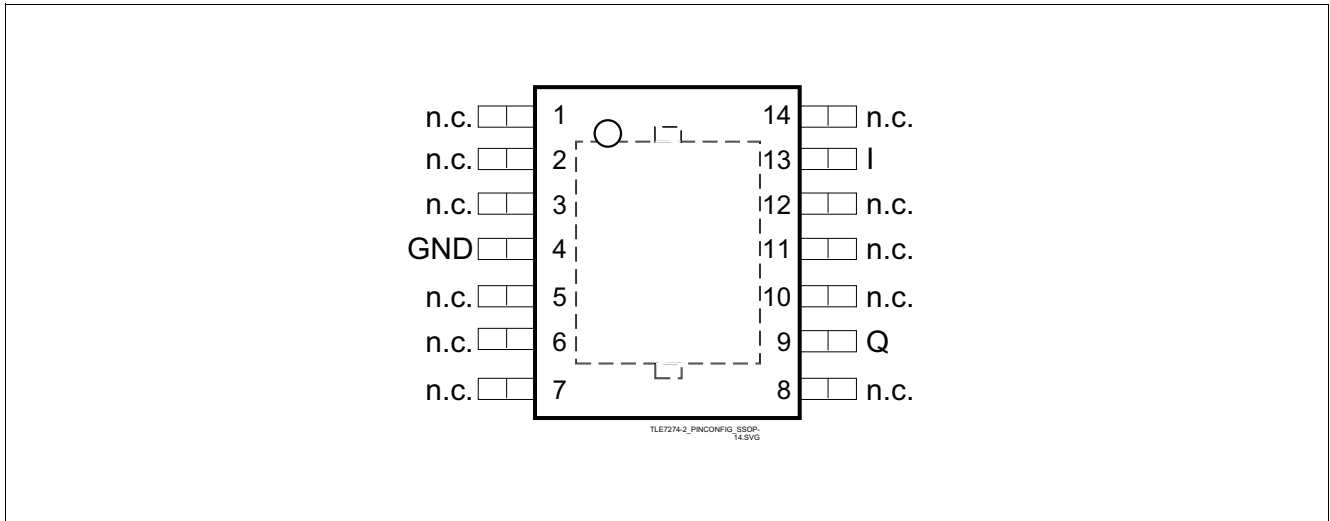 n.c. 1 14 n.c.
n.c. 2 13 I
n.c. 3 12 n.c.
GND 4 11 n.c.
n.c. 5 10 n.c.
n.c. 6 9 Q
n.c. 7 8 n.c.
TLE7274-2_PINCONFIG_SSOP-
14.SVG